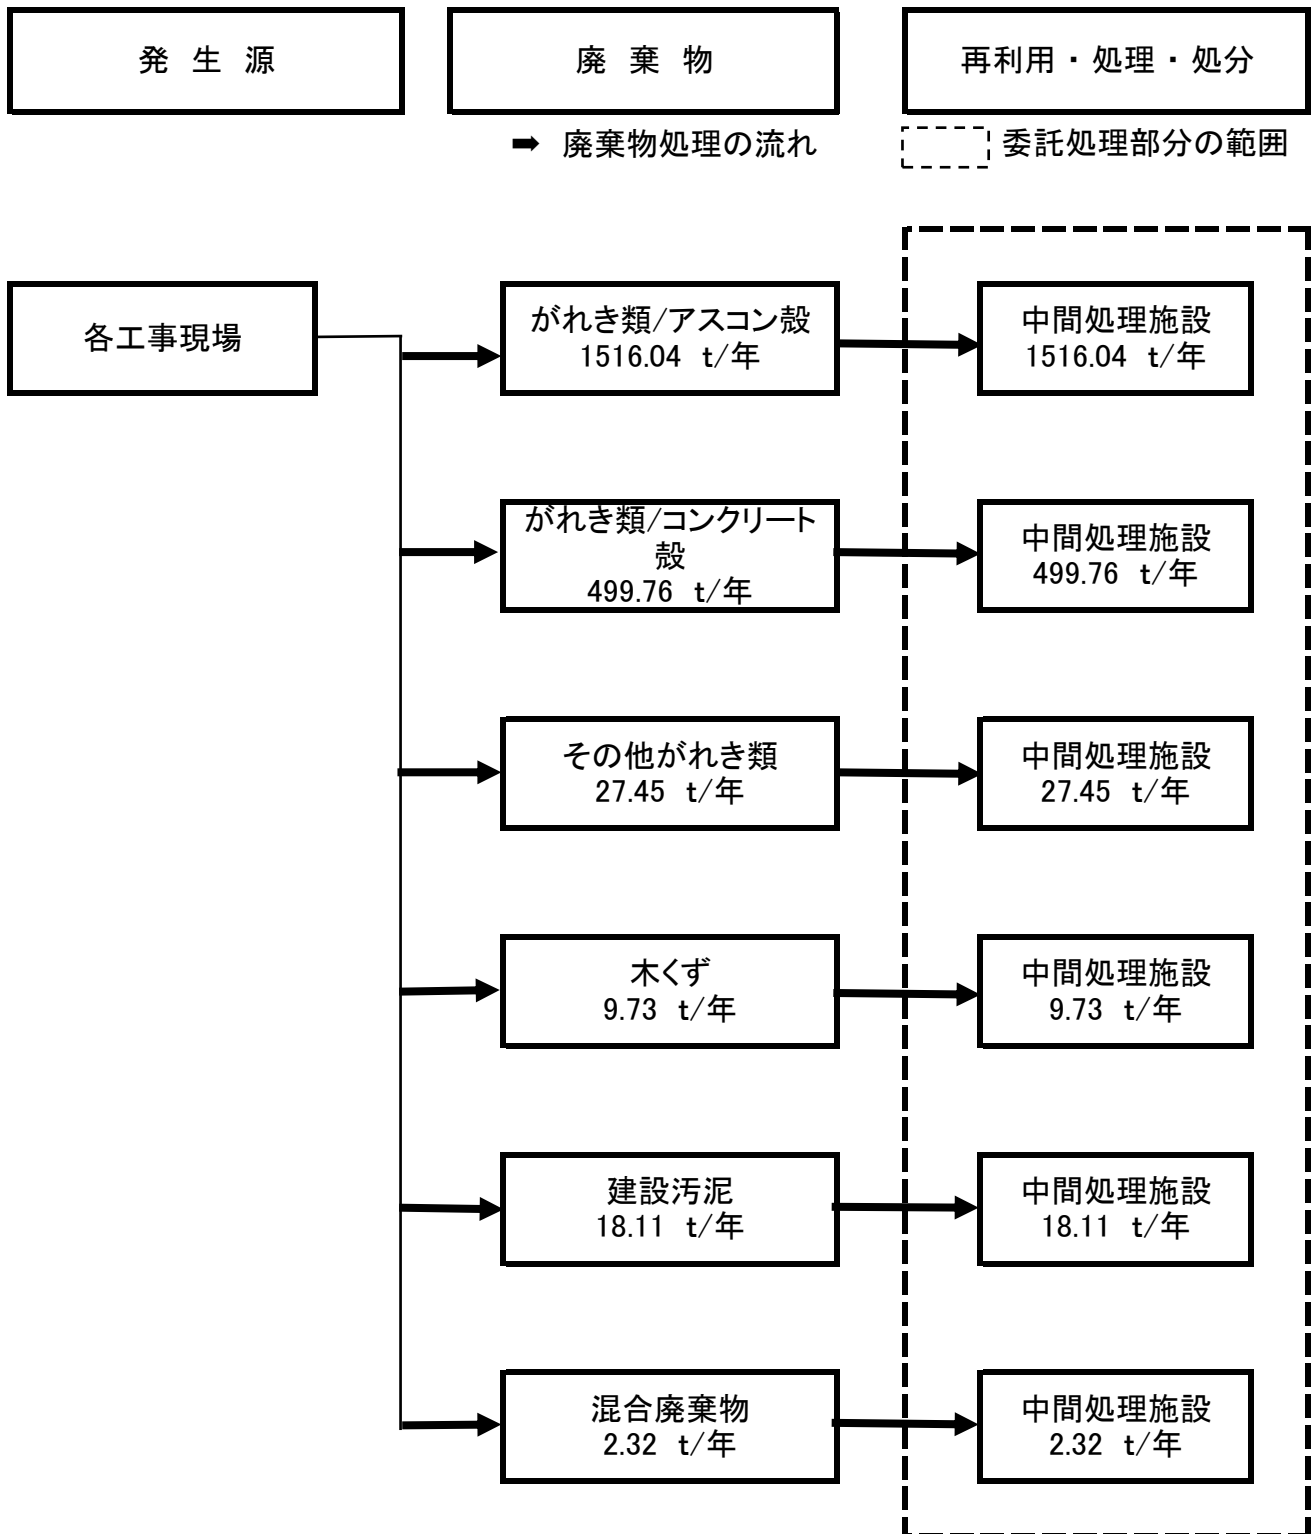 発 生 源
廃 棄 物
再利用・処理・処分
➡ 廃棄物処理の流れ
委託処理部分の範囲
各工事現場
がれき類/アスコン殻
1516.04 t/年
中間処理施設
1516.04 t/年
がれき類/コンクリート
殻
499.76 t/年
中間処理施設
499.76 t/年
その他がれき類
27.45 t/年
中間処理施設
27.45 t/年
木くず
9.73 t/年
中間処理施設
9.73 t/年
建設汚泥
18.11 t/年
中間処理施設
18.11 t/年
混合廃棄物
2.32 t/年
中間処理施設
2.32 t/年